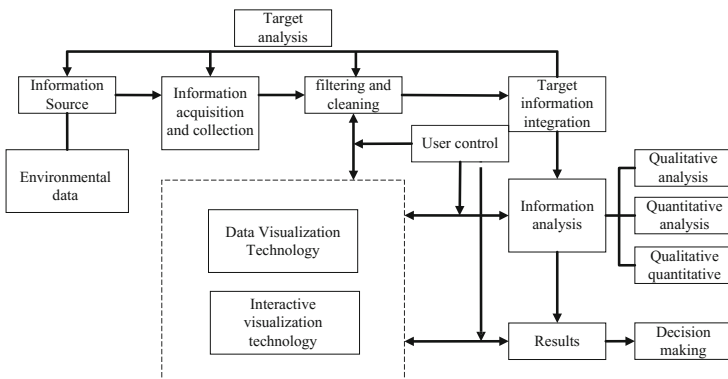 Target
analysis
Information
Source
Information
acquisition
and collection
filtering and
cleaning
Target
information
integration
User control
Environmental
data
Qualitative
analysis
Data Visualization
Technology
Information
analysis
Quantitative
analysis
Qualitative
quantitative
Interactive
visualization
technology
Results
Decision
making